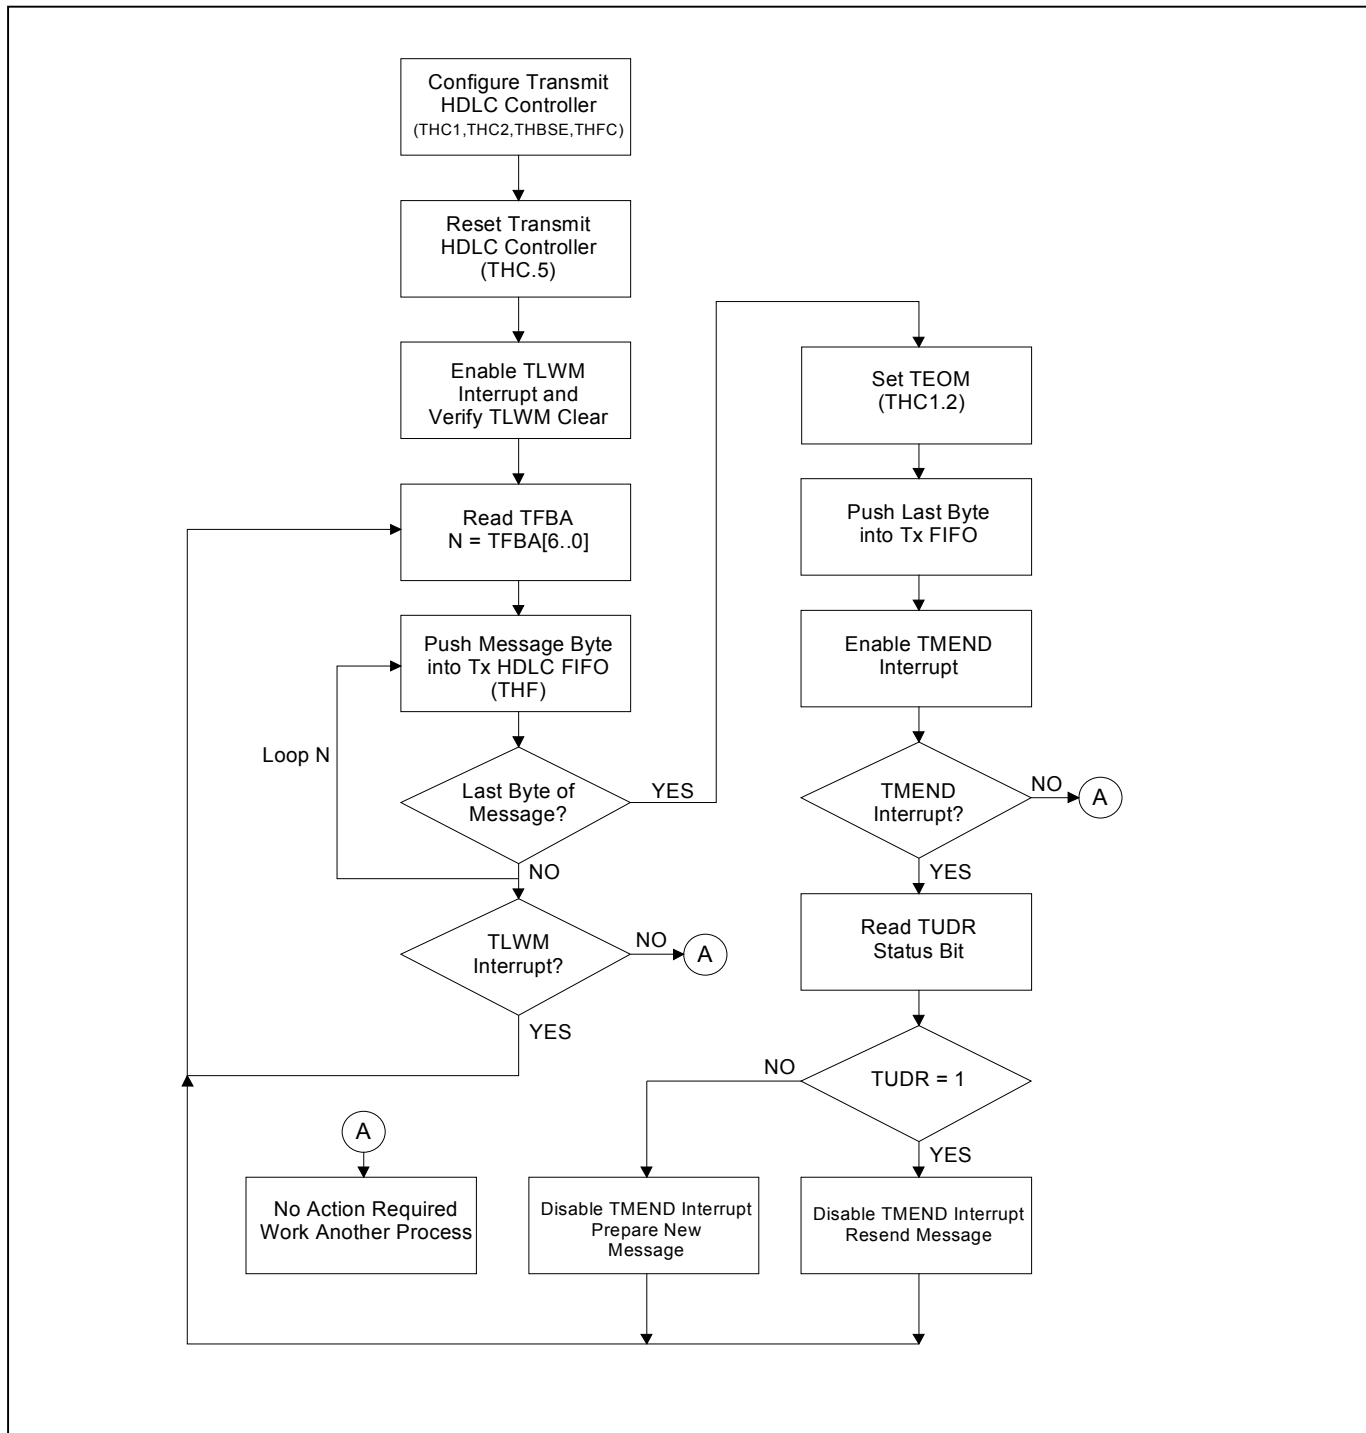 Configure Transmit
HDLC Controller
(THC1,THC2,THBSE,THFC)
Reset Transmit
HDLC Controller
(THC.5)
Enable TLWM
Interrupt and
Verify TLWM Clear
Read TFBA
N = TFBA[6..0]
Push Message Byte
into Tx HDLC FIFO
(THF)
Loop N
Last Byte of
Message?
YES
NO
TLWM
Interrupt?
NO
A
YES
A
No Action Required
Work Another Process
Set TEOM
(THC1.2)
Push Last Byte
into Tx FIFO
Enable TMEND
Interrupt
TMEND
Interrupt?
NO
A
YES
Read TUDR
Status Bit
TUDR = 1
NO
YES
Disable TMEND Interrupt
Prepare New
Message
Disable TMEND Interrupt
Resend Message